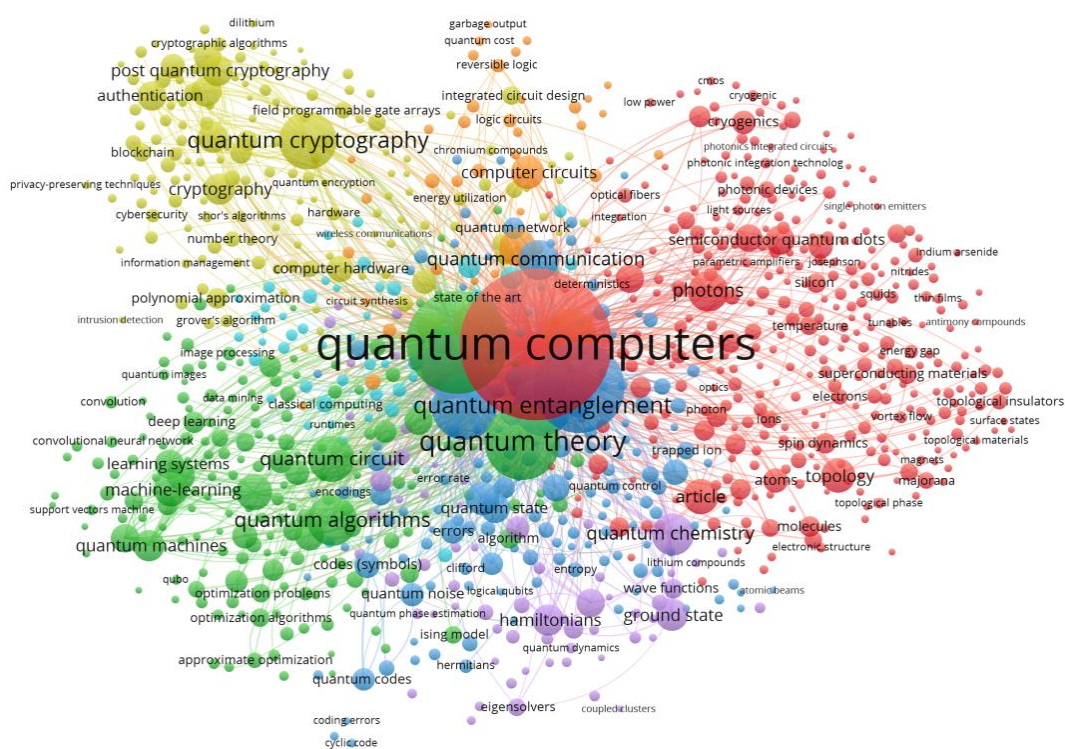 dilithium
garbage output
cryptographic algorithms
quantum cost
post quantum cryptography
reversible logic
cmos
authentication
integrated circuit design
low power
cryogenic
field programmable gate arrays
logic circuits
cryogenics
quantum cryptography
blockchain
chromium compounds
photonics integrated circuits
computer circuits
photonic integration technolog
privacy-preserving techniques
cryptography
quantum encryption
energy utilization
optical fibers
photonic devices
cybersecurity
shor's algorithms
hardware
integration
light sources
single photon emitters
quantum network
number theory
wireless communications
semiconductor quantum dots
information management
computer hardware
quantum communication
parametric amplifiers
josephson
indium arsenide
deterministics
silicon
nitrides
polynomial approximation
circuit synthesis
state of the art
photons
squids
thin films
intrusion detection
grover's algorithm
temperature
tunables
antimony compounds
quantum computers
image processing
energy gap
quantum images
superconducting materials
optics
convolution
data mining
classical computing
quantum entanglement
photon
electrons
topological insulators
deep learning
runtimes
ions
vortex flow
surface states
convolutional neural network
quantum theory
spin dynamics
topological materials
learning systems
quantum circuit
trapped ion
magnets
machine-learning
encodings
error rate
quantum control
atoms
topology
majorana
support vectors machine
quantum state
article
topological phase
quantum algorithms
errors
algorithm
quantum chemistry
molecules
quantum machines
electronic structure
codes (symbols)
clifford
entropy
lithium compounds
qubo
optimization problems
quantum noise
logical qubits
wave functions
atomic beams
optimization algorithms
quantum phase estimation
hamiltonians
ground state
ising model
quantum dynamics
approximate optimization
hermitians
quantum codes
eigensolvers
coupled clusters
coding errors
cyclic code